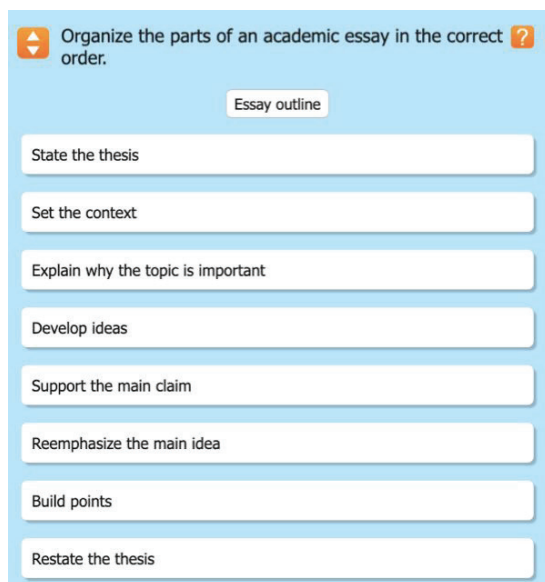 Organize the parts of an academic essay in the correct
order.
?
Essay outline
State the thesis
Set the context
Explain why the topic is important
Develop ideas
Support the main claim
Reemphasize the main idea
Build points
Restate the thesis